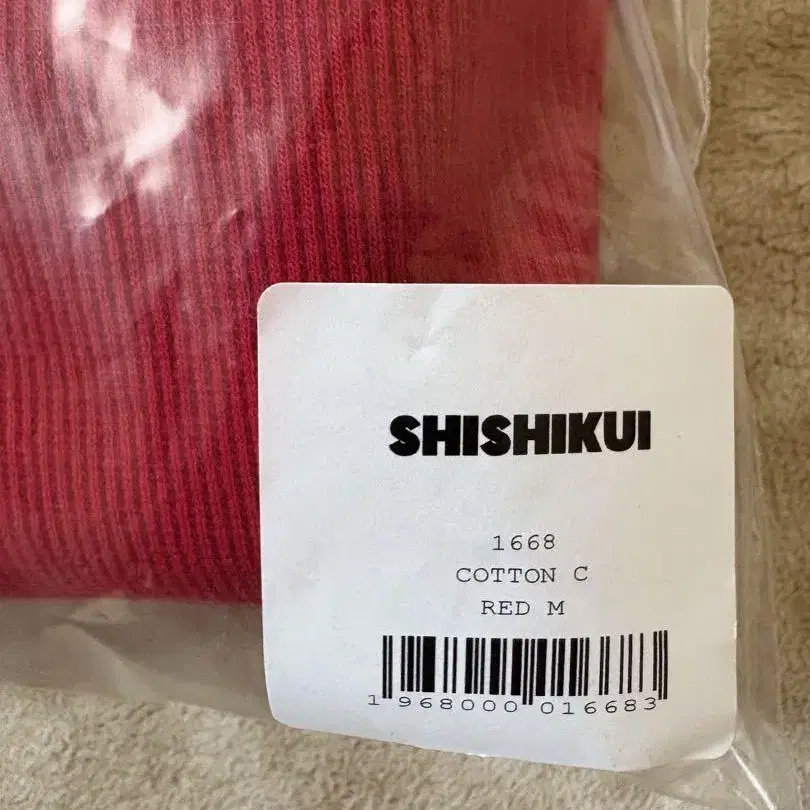 SHISHIKUI
1668
COTTON C
RED M
1 968000 016683